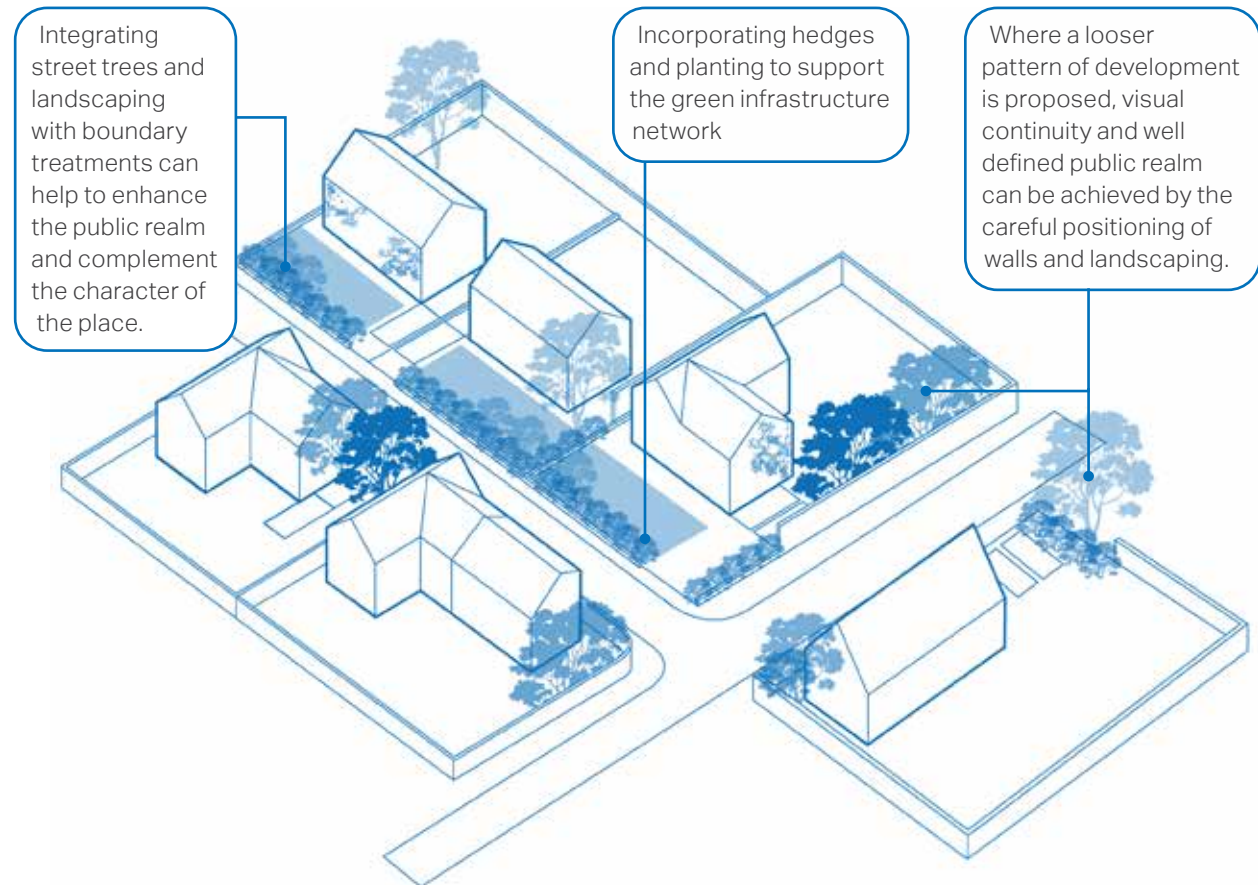 Integrating
street trees and
landscaping
with boundary
treatments can
help to enhance
the public realm
and complement
the character of
the place.
Incorporating hedges
and planting to support
the green infrastructure
network
Where a looser
pattern of development
is proposed, visual
continuity and well
defined public realm
can be achieved by the
careful positioning of
walls and landscaping.